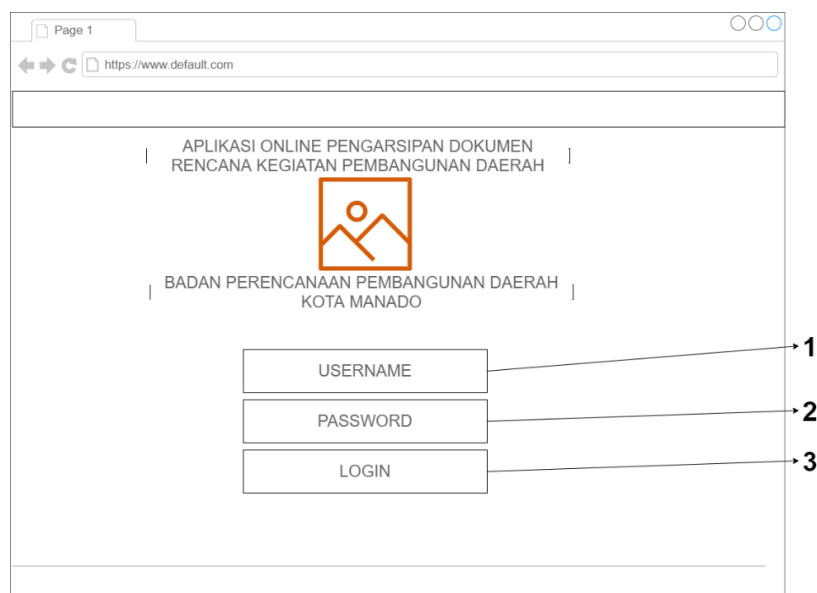 Page 1
https://www.default.com
APLIKASI ONLINE PENGARSIPAN DOKUMEN
RENCANA KEGIATAN PEMBANGUNAN DAERAH
BADAN PERENCANAAN PEMBANGUNAN DAERAH
KOTA MANADO
USERNAME
1
PASSWORD
2
LOGIN
3